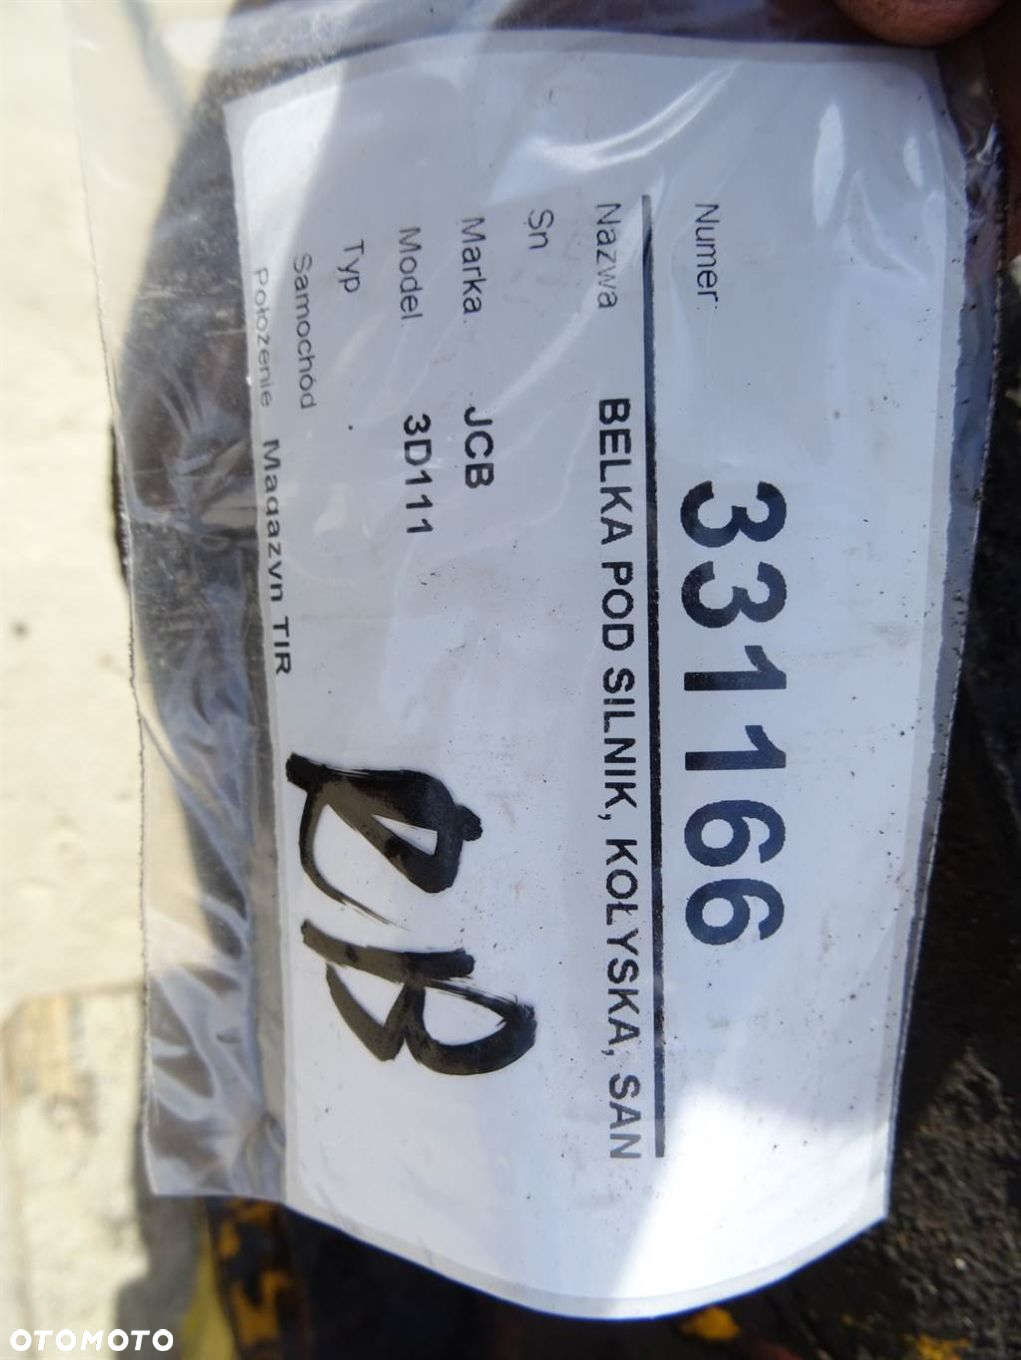 Numer 331166
Nazwa BELKA POD SILNIK, KOŁYSKA, SAN
Sn
Marka JCB
Model 3D111
Typ .
Samochód
Położenie Magazyn TIR
OTOMOTO